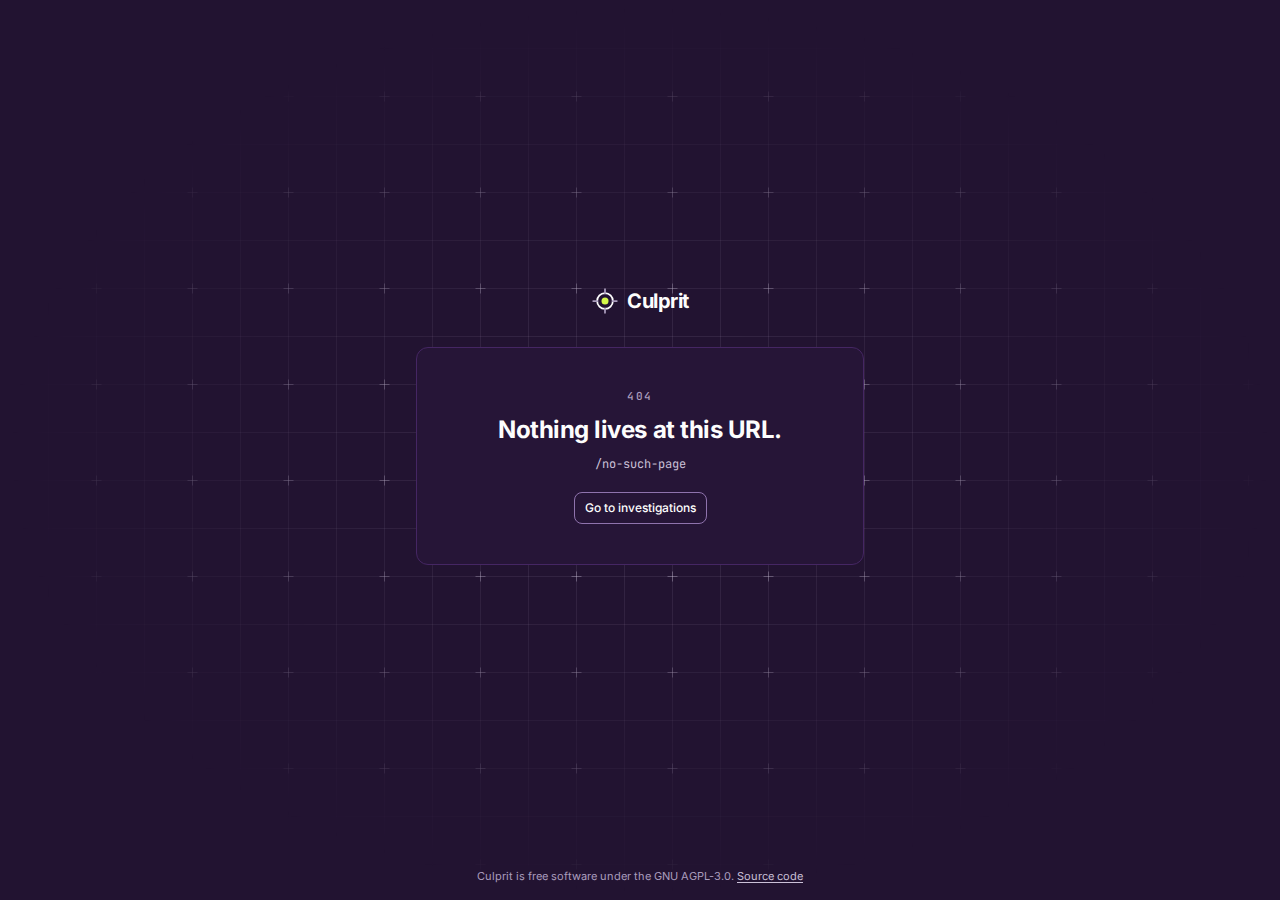 Culprit
404
Nothing lives at this URL.
/no-such-page
Go to investigations
Culprit is free software under the GNU AGPL-3.0. Source code